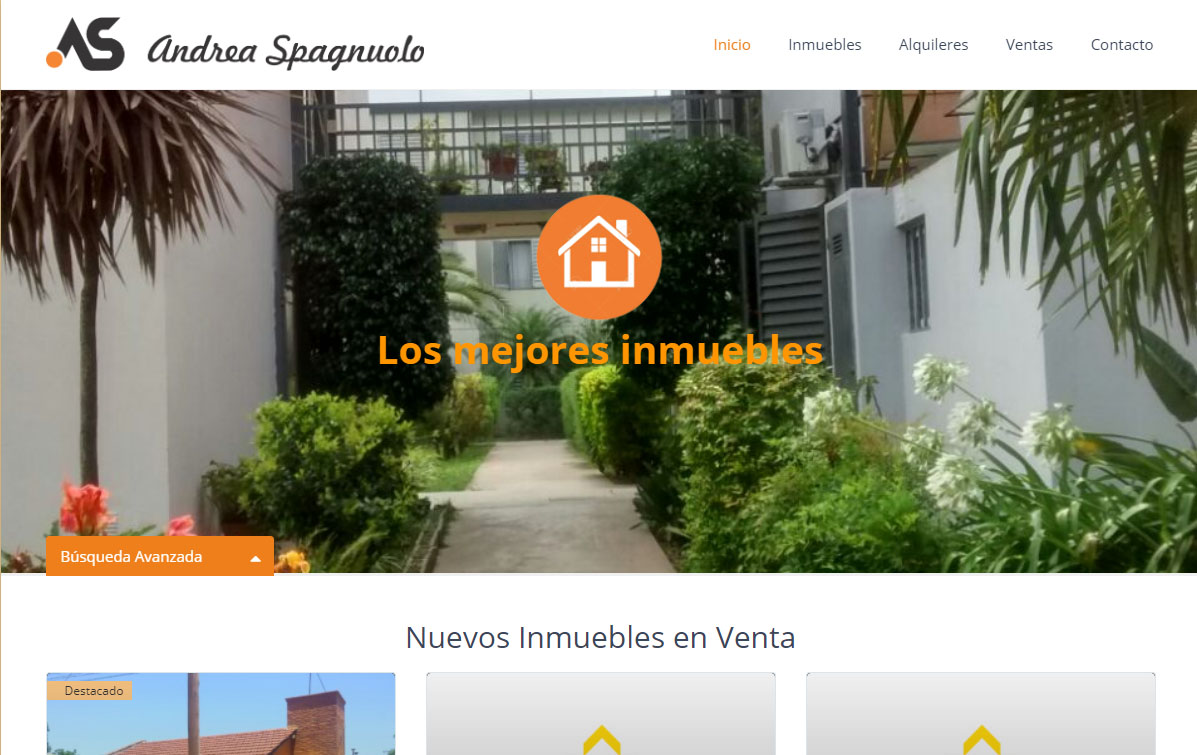 AS Andrea Spagnuolo
Inicio Inmuebles Alquileres Ventas Contacto
Los mejores inmuebles
Búsqueda Avanzada
Nuevos Inmuebles en Venta
Destacado